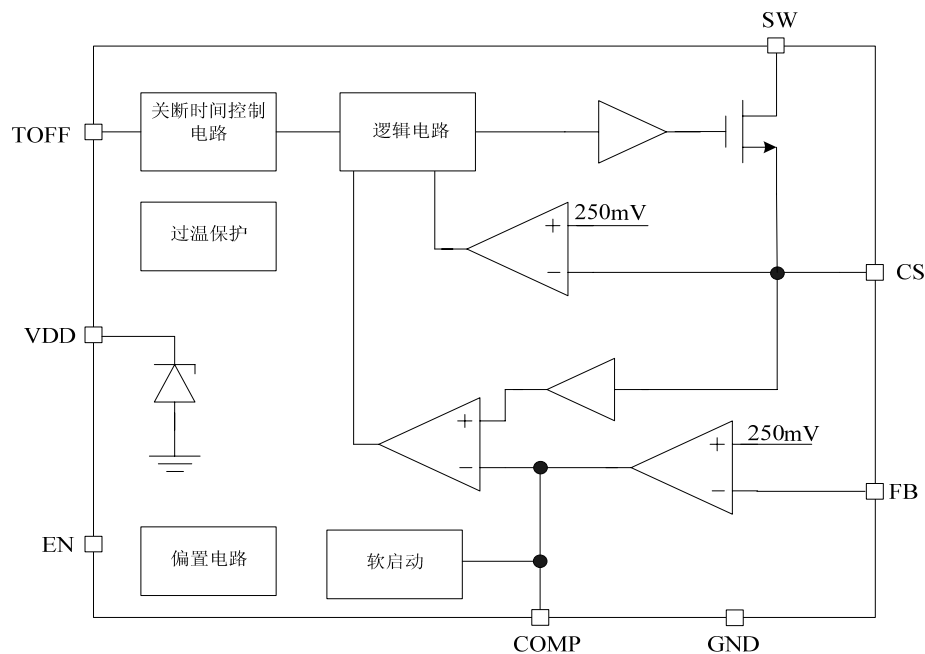 SW
关断时间控制
电路
逻辑电路
TOFF
250mV
+
过温保护
−
CS
VDD
+
250mV
+
−
−
FB
EN
偏置电路
软启动
COMP
GND